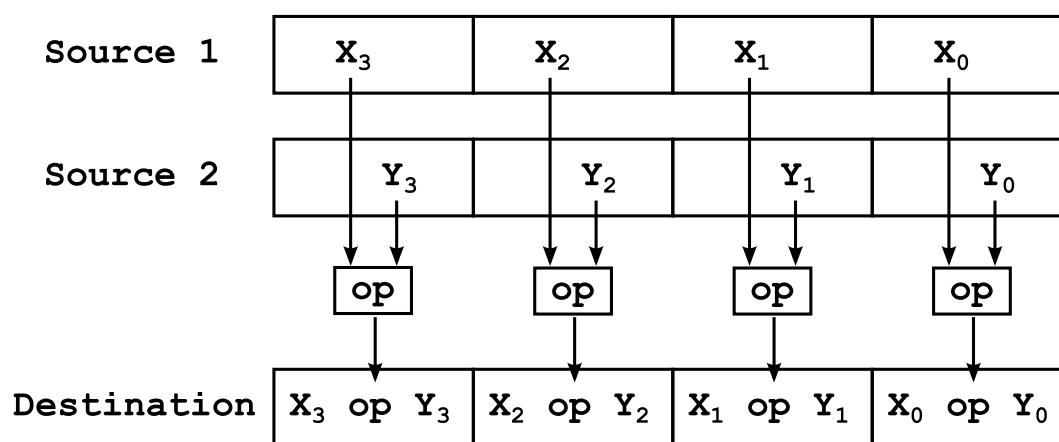 Source 1 X₃ X₂ X₁ X₀
Source 2 Y₃ Y₂ Y₁ Y₀
op op op op
Destination X₃ op Y₃ X₂ op Y₂ X₁ op Y₁ X₀ op Y₀